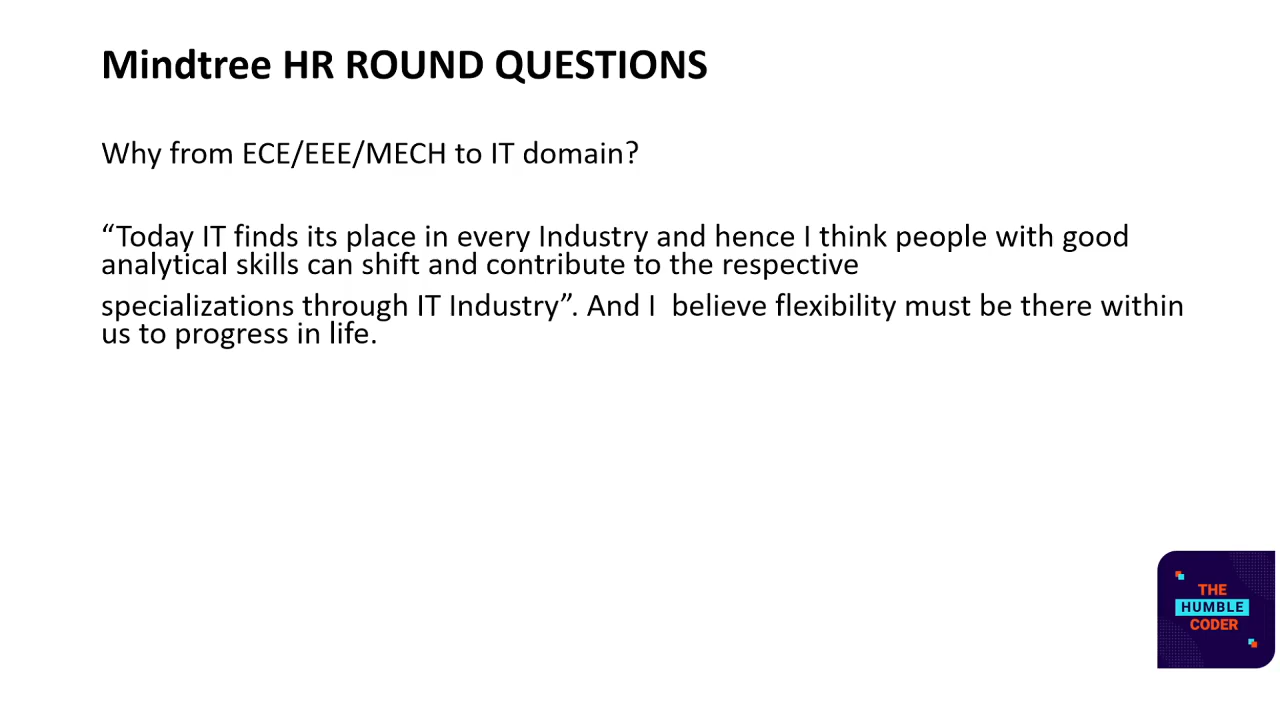 Mindtree HR ROUND QUESTIONS
Why from ECE/EEE/MECH to IT domain?
“Today IT finds its place in every Industry and hence I think people with good
analytical skills can shift and contribute to the respective
specializations through IT Industry”. And I  believe flexibility must be there within
us to progress in life.
THE
HUMBLE
CODER